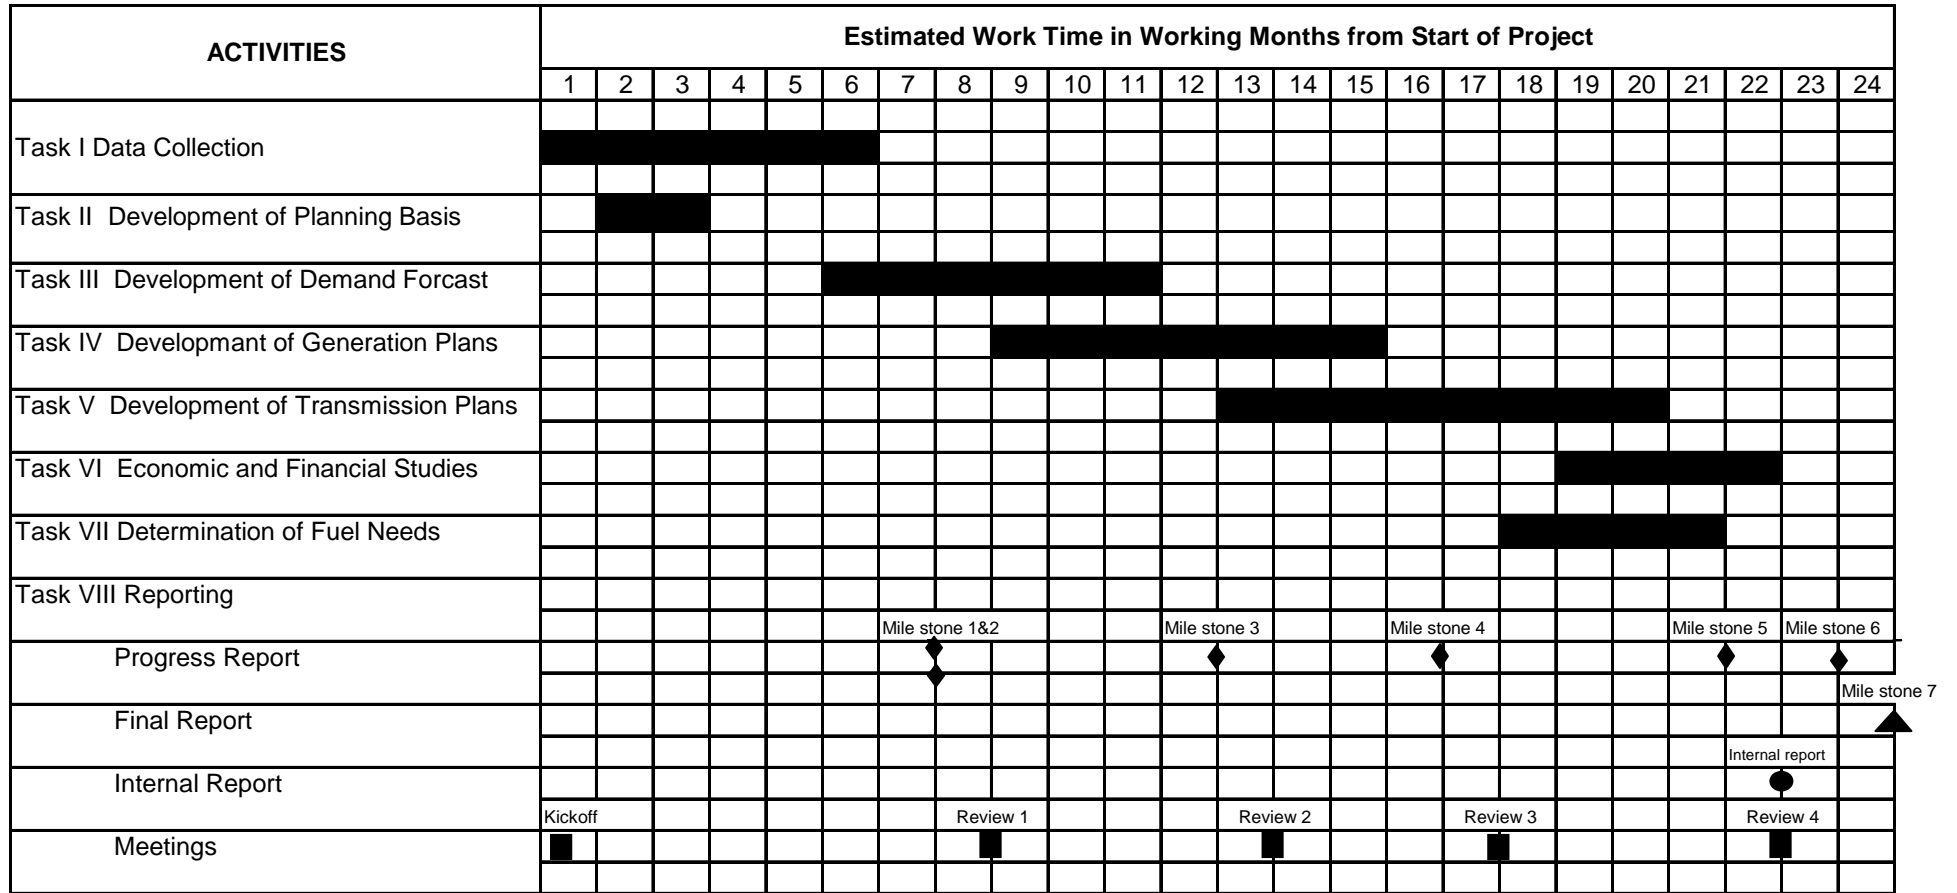 ACTIVITIES
Estimated Work Time in Working Months from Start of Project
1 2 3 4 5 6 7 8 9 10 11 12 13 14 15 16 17 18 19 20 21 22 23 24
Task I Data Collection
Task II Development of Planning Basis
Task III Development of Demand Forcast
Task IV Developmant of Generation Plans
Task V Development of Transmission Plans
Task VI Economic and Financial Studies
Task VII Determination of Fuel Needs
Task VIII Reporting
Mile stone 1&2 Mile stone 3 Mile stone 4 Mile stone 5 Mile stone 6
Progress Report
Mile stone 7
Final Report
Internal report
Internal Report
Kickoff Review 1 Review 2 Review 3 Review 4
Meetings